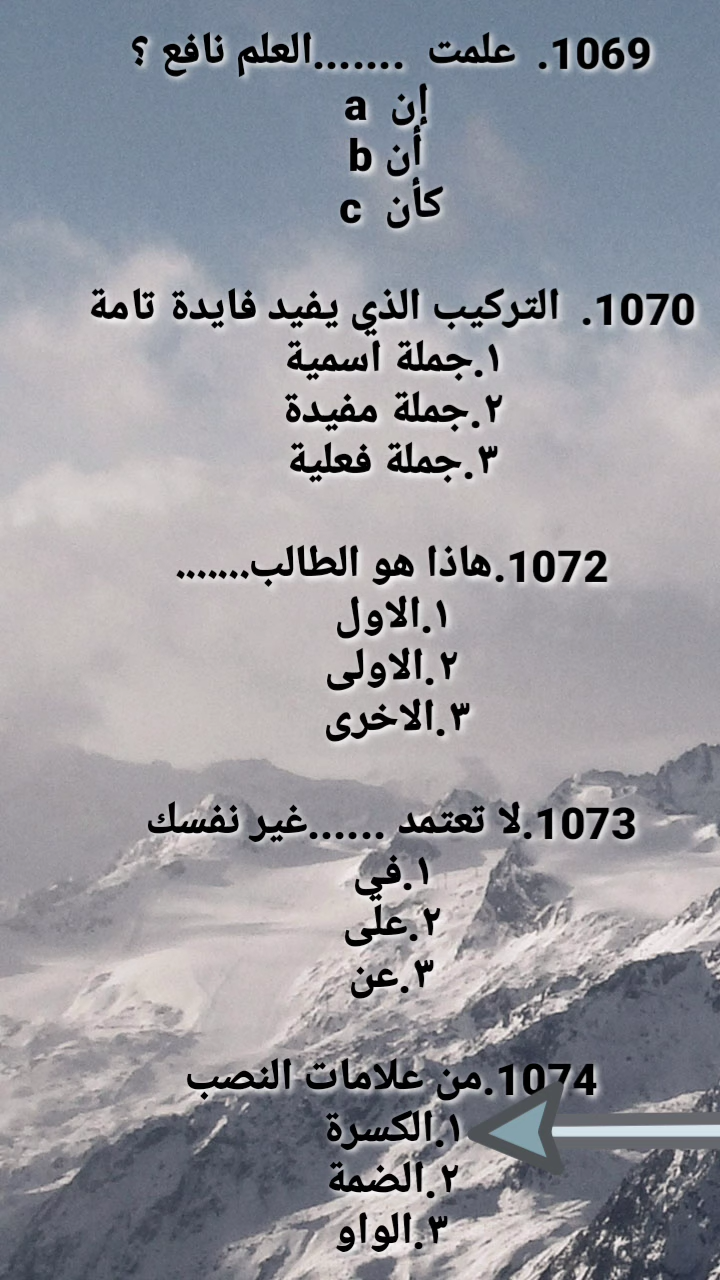 1069. علمت .......العلم نافع ؟
إن a
أن b
كأن c
1070. التركيب الذي يفيد فايدة تامة
١.جملة اسمية
٢.جملة مفيدة
٣.جملة فعلية
1072.هاذا هو الطالب.......
١.الاول
٢.الاولى
٣.الاخرى
1073.لا تعتمد ......غير نفسك
١.في
٢.على
٣.عن
1074.من علامات النصب
١.الكسرة
٢.الضمة
٣.الواو